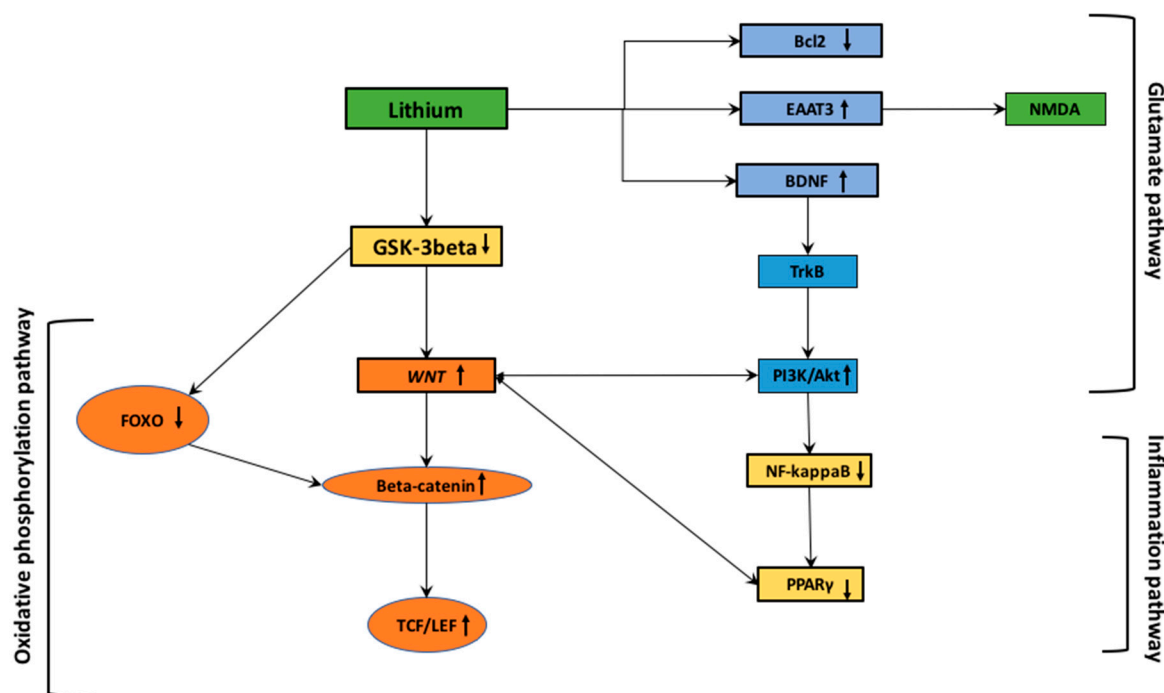 Bcl2 ↓
Lithium
EAAT3 ↑
NMDA
BDNF ↑
GSK-3beta ↓
TrkB
WNT ↑
PI3K/Akt ↑
FOXO ↓
NF-kappaB ↓
Beta-catenin ↑
PPARγ ↓
TCF/LEF ↑
Oxidative phosphorylation pathway
Glutamate pathway
Inflammation pathway